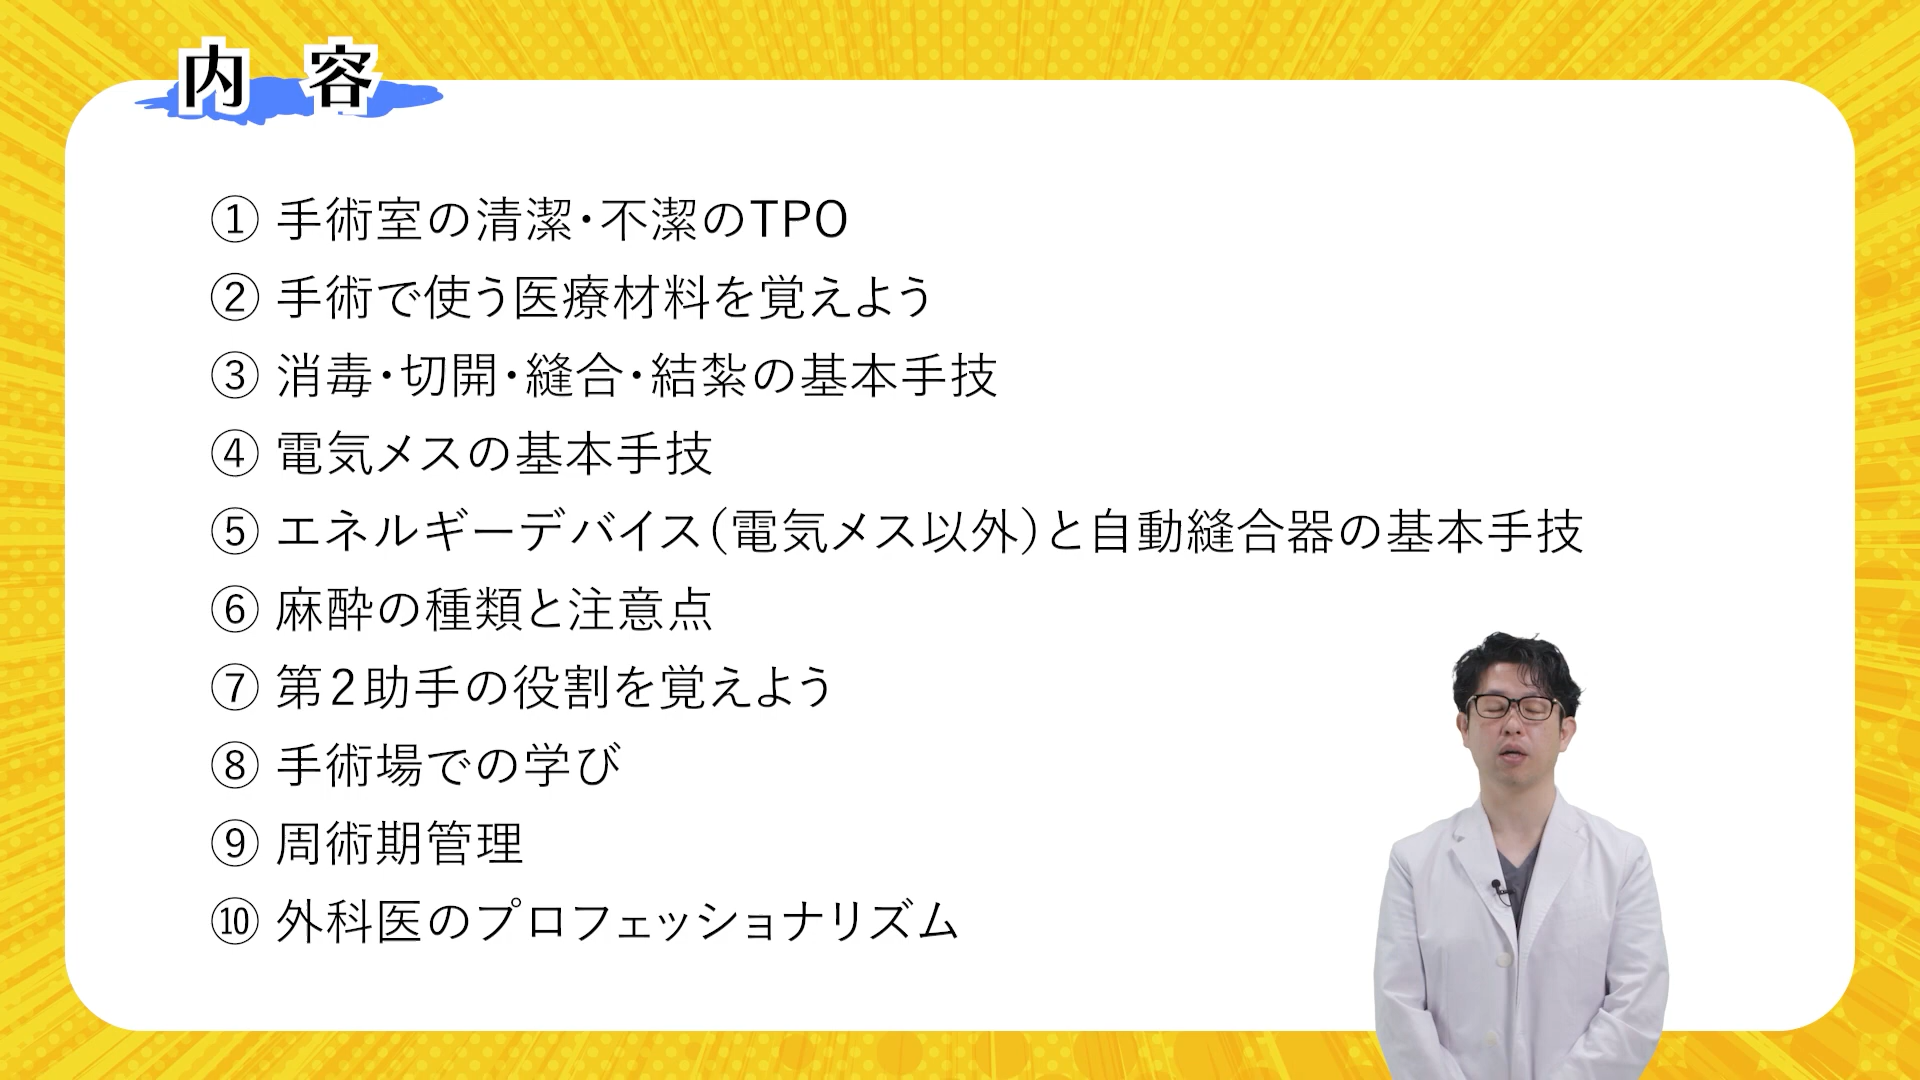 内 容
① 手術室の清潔・不潔のTPO
② 手術で使う医療材料を覚えよう
③ 消毒・切開・縫合・結紮の基本手技
④ 電気メスの基本手技
⑤ エネルギーデバイス(電気メス以外)と自動縫合器の基本手技
⑥ 麻酔の種類と注意点
⑦ 第2助手の役割を覚えよう
⑧ 手術場での学び
⑨ 周術期管理
⑩ 外科医のプロフェッショナリズム